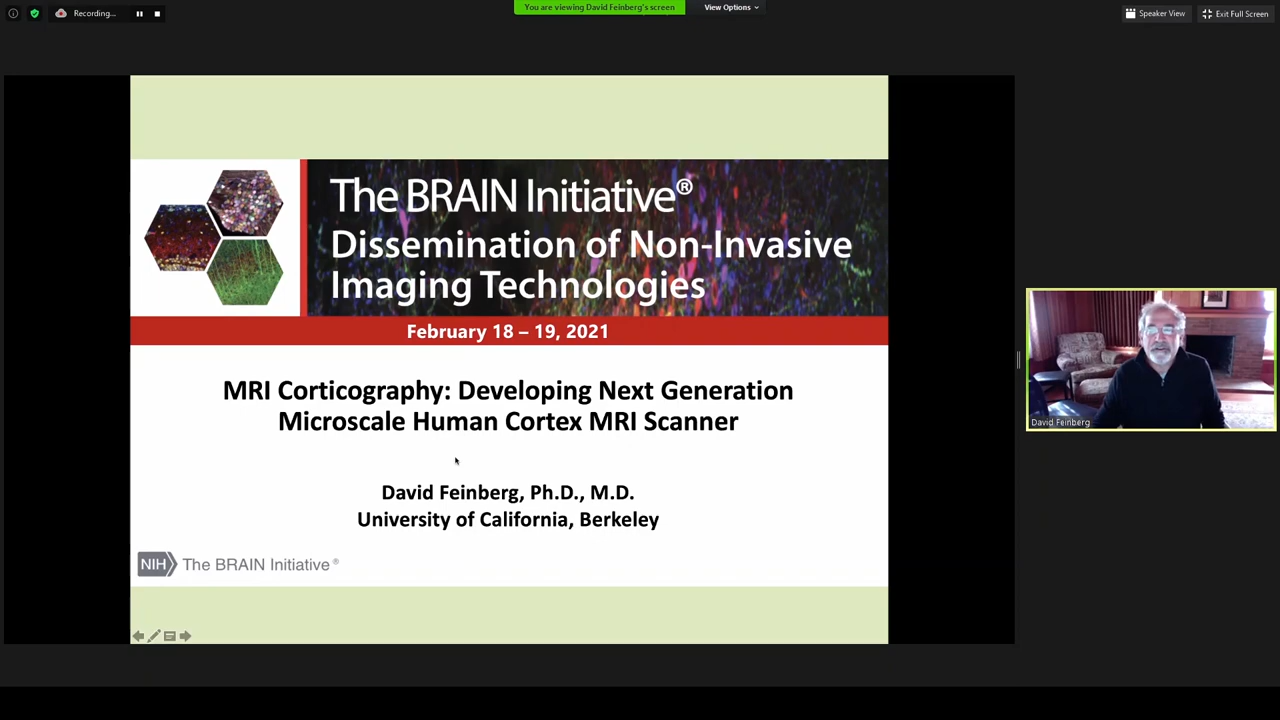 Recording...
You are viewing David Feinberg's screen
View Options
Speaker View
Exit Full Screen
The BRAIN Initiative®
Dissemination of Non-Invasive
Imaging Technologies
February 18 – 19, 2021
MRI Corticography: Developing Next Generation
Microscale Human Cortex MRI Scanner
David Feinberg, Ph.D., M.D.
University of California, Berkeley
NIH The BRAIN Initiative®
David Feinberg